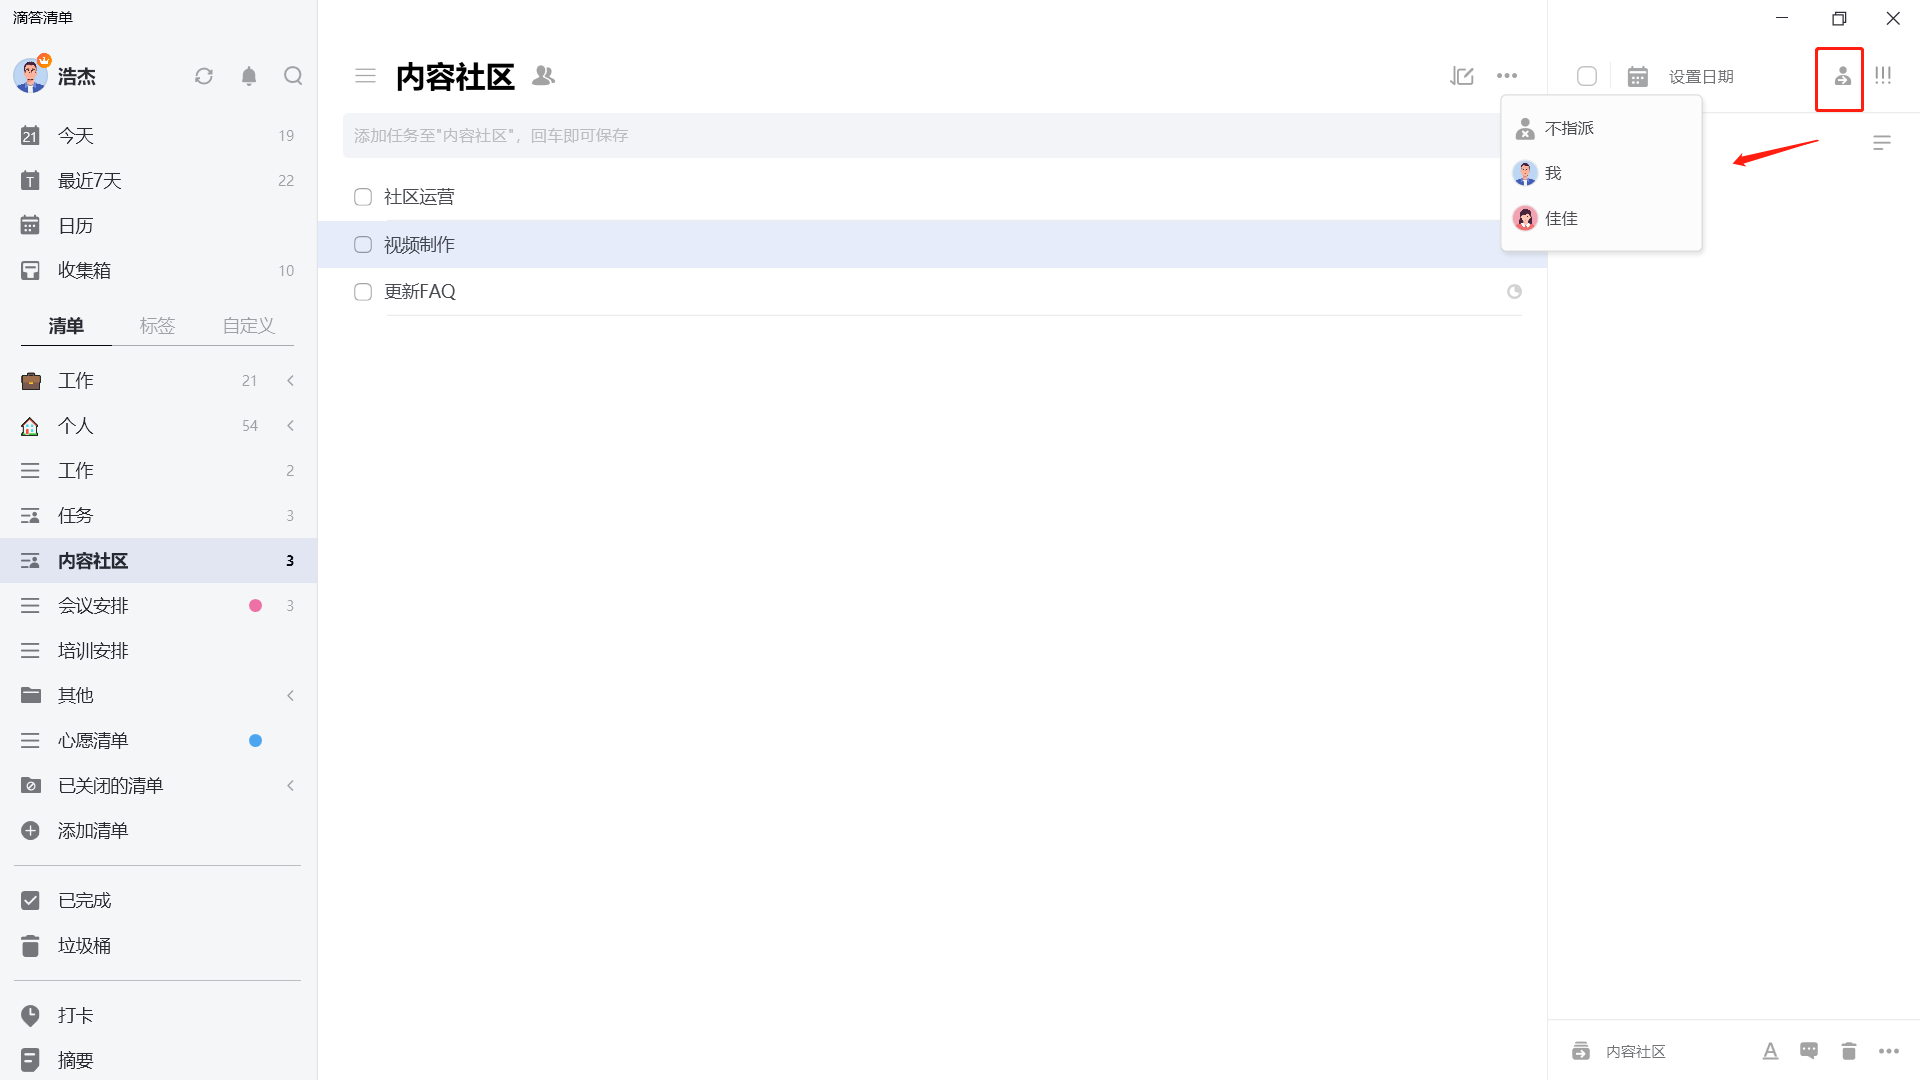 滴答清单
浩杰
今天 19
最近7天 22
日历
收集箱 10
清单 标签 自定义
工作 21
个人 54
工作 2
任务 3
内容社区 3
会议安排 3
培训安排
其他
心愿清单
已关闭的清单
添加清单
已完成
垃圾桶
打卡
摘要
内容社区
添加任务至"内容社区"，回车即可保存
社区运营
视频制作
更新FAQ
设置日期
不指派
我
佳佳
内容社区